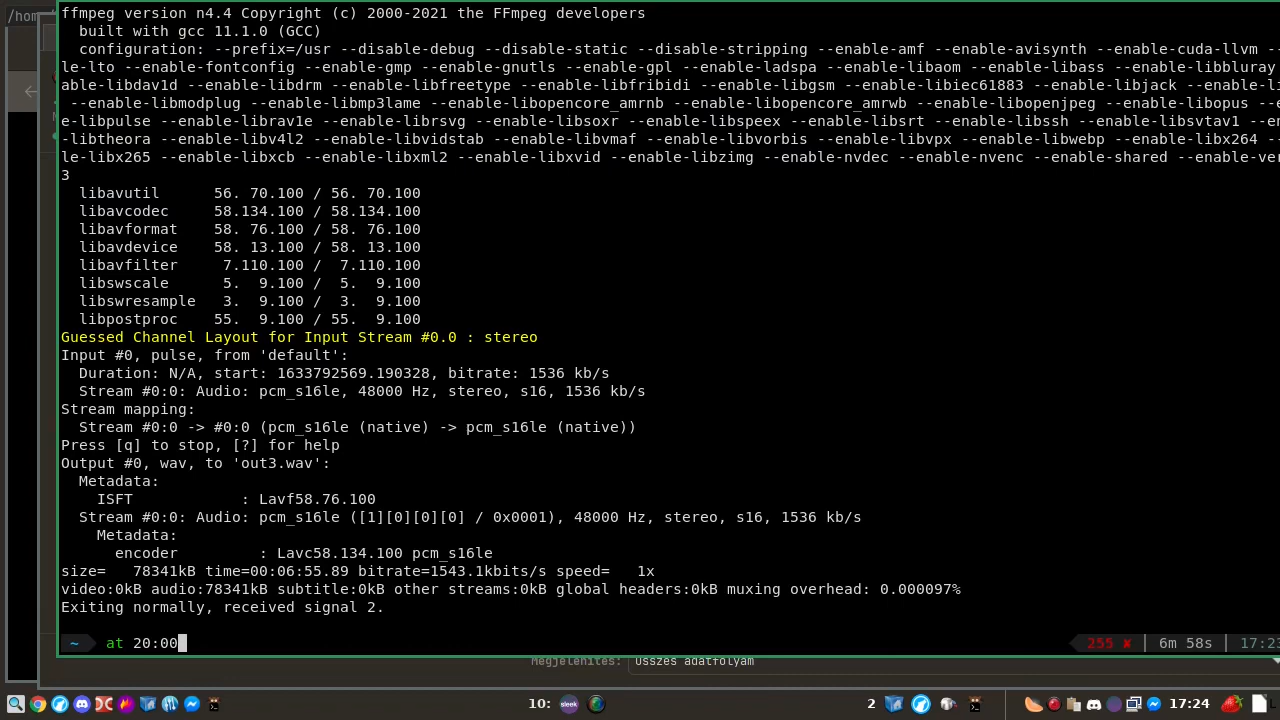 /hom
ffmpeg version n4.4 Copyright (c) 2000-2021 the FFmpeg developers
  built with gcc 11.1.0 (GCC)
  configuration: --prefix=/usr --disable-debug --disable-static --disable-stripping --enable-amf --enable-avisynth --enable-cuda-llvm --
le-lto --enable-fontconfig --enable-gmp --enable-gnutls --enable-gpl --enable-ladspa --enable-libaom --enable-libass --enable-libbluray
able-libdav1d --enable-libdrm --enable-libfreetype --enable-libfribidi --enable-libgsm --enable-libiec61883 --enable-libjack --enable-li
 --enable-libmodplug --enable-libmp3lame --enable-libopencore_amrnb --enable-libopencore_amrwb --enable-libopenjpeg --enable-libopus --e
e-libpulse --enable-librav1e --enable-librsvg --enable-libsoxr --enable-libspeex --enable-libsrt --enable-libssh --enable-libsvtav1 --en
-libtheora --enable-libv4l2 --enable-libvidstab --enable-libvmaf --enable-libvorbis --enable-libvpx --enable-libwebp --enable-libx264 --
le-libx265 --enable-libxcb --enable-libxml2 --enable-libxvid --enable-libzimg --enable-nvdec --enable-nvenc --enable-shared --enable-ver
3
  libavutil      56. 70.100 / 56. 70.100
  libavcodec     58.134.100 / 58.134.100
  libavformat    58. 76.100 / 58. 76.100
  libavdevice    58. 13.100 / 58. 13.100
  libavfilter     7.110.100 /  7.110.100
  libswscale      5.  9.100 /  5.  9.100
  libswresample   3.  9.100 /  3.  9.100
  libpostproc    55.  9.100 / 55.  9.100
Guessed Channel Layout for Input Stream #0.0 : stereo
Input #0, pulse, from 'default':
  Duration: N/A, start: 1633792569.190328, bitrate: 1536 kb/s
  Stream #0:0: Audio: pcm_s16le, 48000 Hz, stereo, s16, 1536 kb/s
Stream mapping:
  Stream #0:0 -> #0:0 (pcm_s16le (native) -> pcm_s16le (native))
Press [q] to stop, [?] for help
Output #0, wav, to 'out3.wav':
  Metadata:
    ISFT            : Lavf58.76.100
  Stream #0:0: Audio: pcm_s16le ([1][0][0][0] / 0x0001), 48000 Hz, stereo, s16, 1536 kb/s
    Metadata:
      encoder         : Lavc58.134.100 pcm_s16le
size=   78341kB time=00:06:55.89 bitrate=1543.1kbits/s speed=   1x
video:0kB audio:78341kB subtitle:0kB other streams:0kB global headers:0kB muxing overhead: 0.000097%
Exiting normally, received signal 2.
~ at 20:00 255 ✘ 6m 58s 17:23
Megjelenítés: Összes adatfolyam
10: sleek 2 17:24